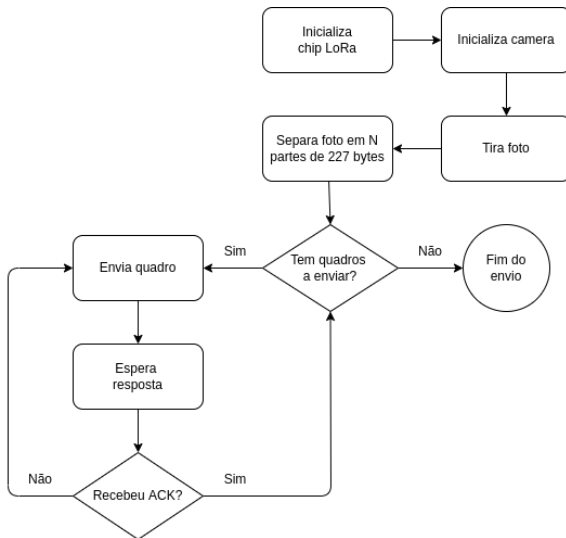 Inicializa
chip LoRa
Inicializa camera
Separa foto em N
partes de 227 bytes
Tira foto
Sim
Não
Envia quadro
Tem quadros
a enviar?
Fim do
envio
Espera
resposta
Não
Sim
Recebeu ACK?